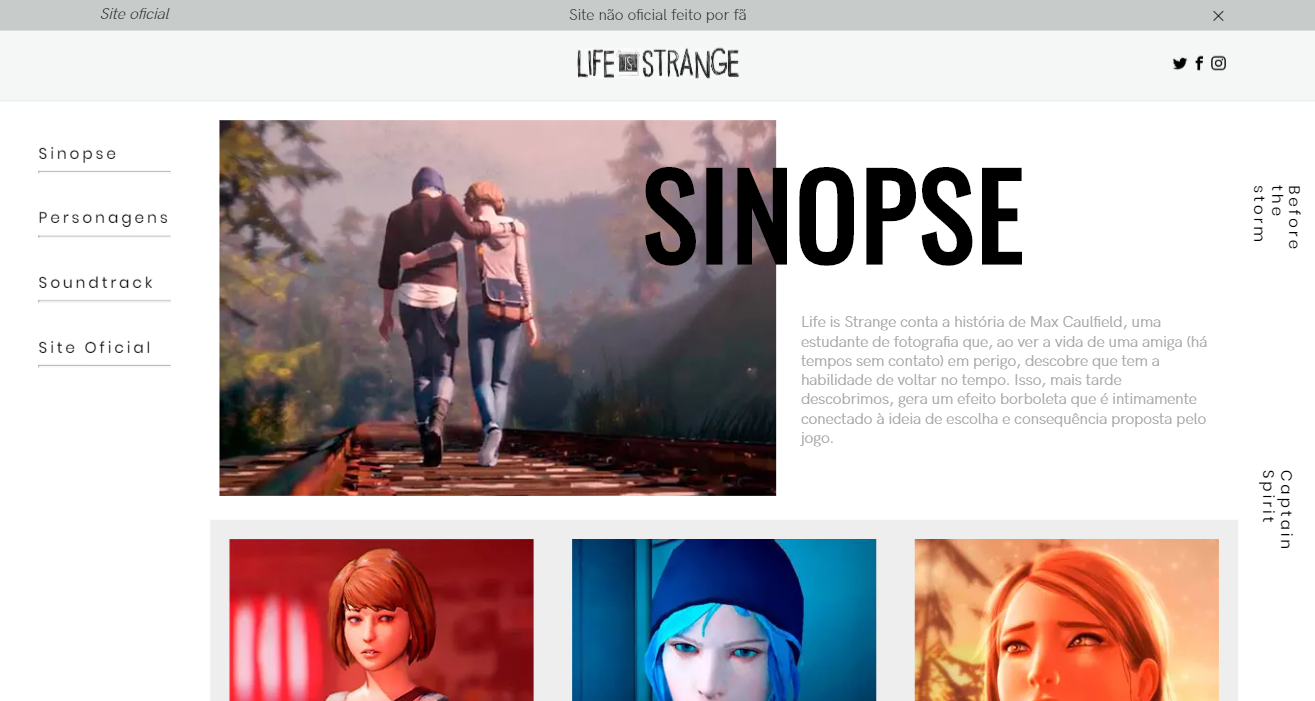 Site oficial
Site não oficial feito por fã
LIFE IS STRANGE
Sinopse
Personagens
Soundtrack
Site Oficial
SINOPSE
Life is Strange conta a história de Max Caulfield, uma
estudante de fotografia que, ao ver a vida de uma amiga (há
tempos sem contato) em perigo, descobre que tem a
habilidade de voltar no tempo. Isso, mais tarde
descobrimos, gera um efeito borboleta que é intimamente
conectado à ideia de escolha e consequência proposta pelo
jogo.
Before
the
storm
Captain
Spirit